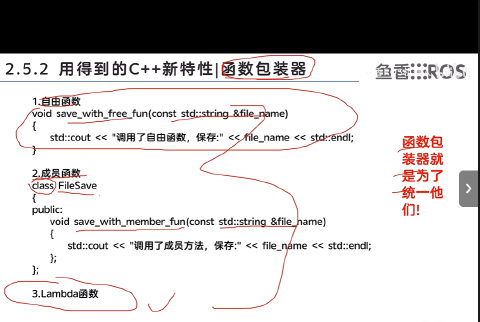 2.5.2 用得到的C++新特性|函数包装器
鱼香ROS
1.自由函数
void save_with_free_fun(const std::string &file_name)
{
std::cout << "调用了自由函数，保存:" << file_name << std::endl;
}
2.成员函数
class FileSave
{
public:
void save_with_member_fun(const std::string &file_name)
{
std::cout << "调用了成员方法，保存:" << file_name << std::endl;
};
};
3.Lambda函数
函数包
装器就
是为了
统一他
们!